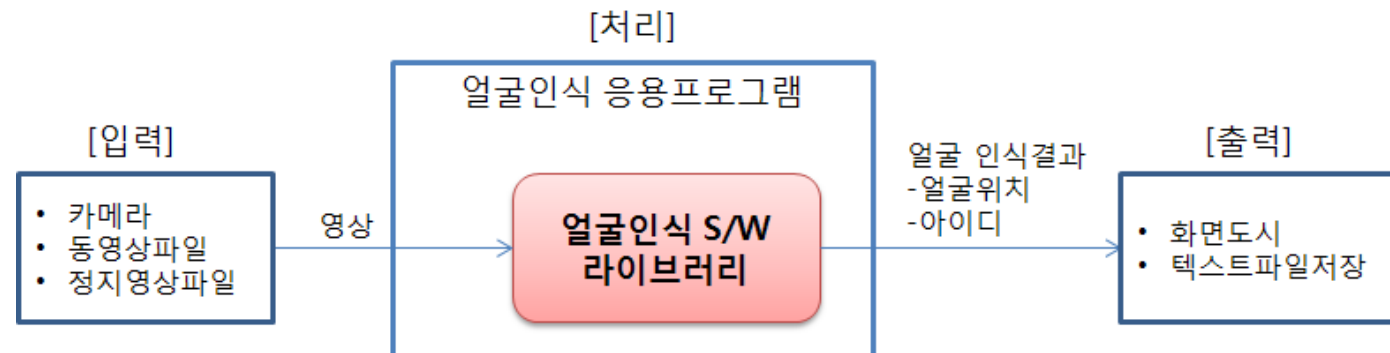 [처리]
얼굴인식 응용프로그램
[입력]
• 카메라
• 동영상파일
• 정지영상파일
영상
얼굴인식 S/W
라이브러리
얼굴 인식결과
-얼굴위치
-아이디
[출력]
• 화면도시
• 텍스트파일저장